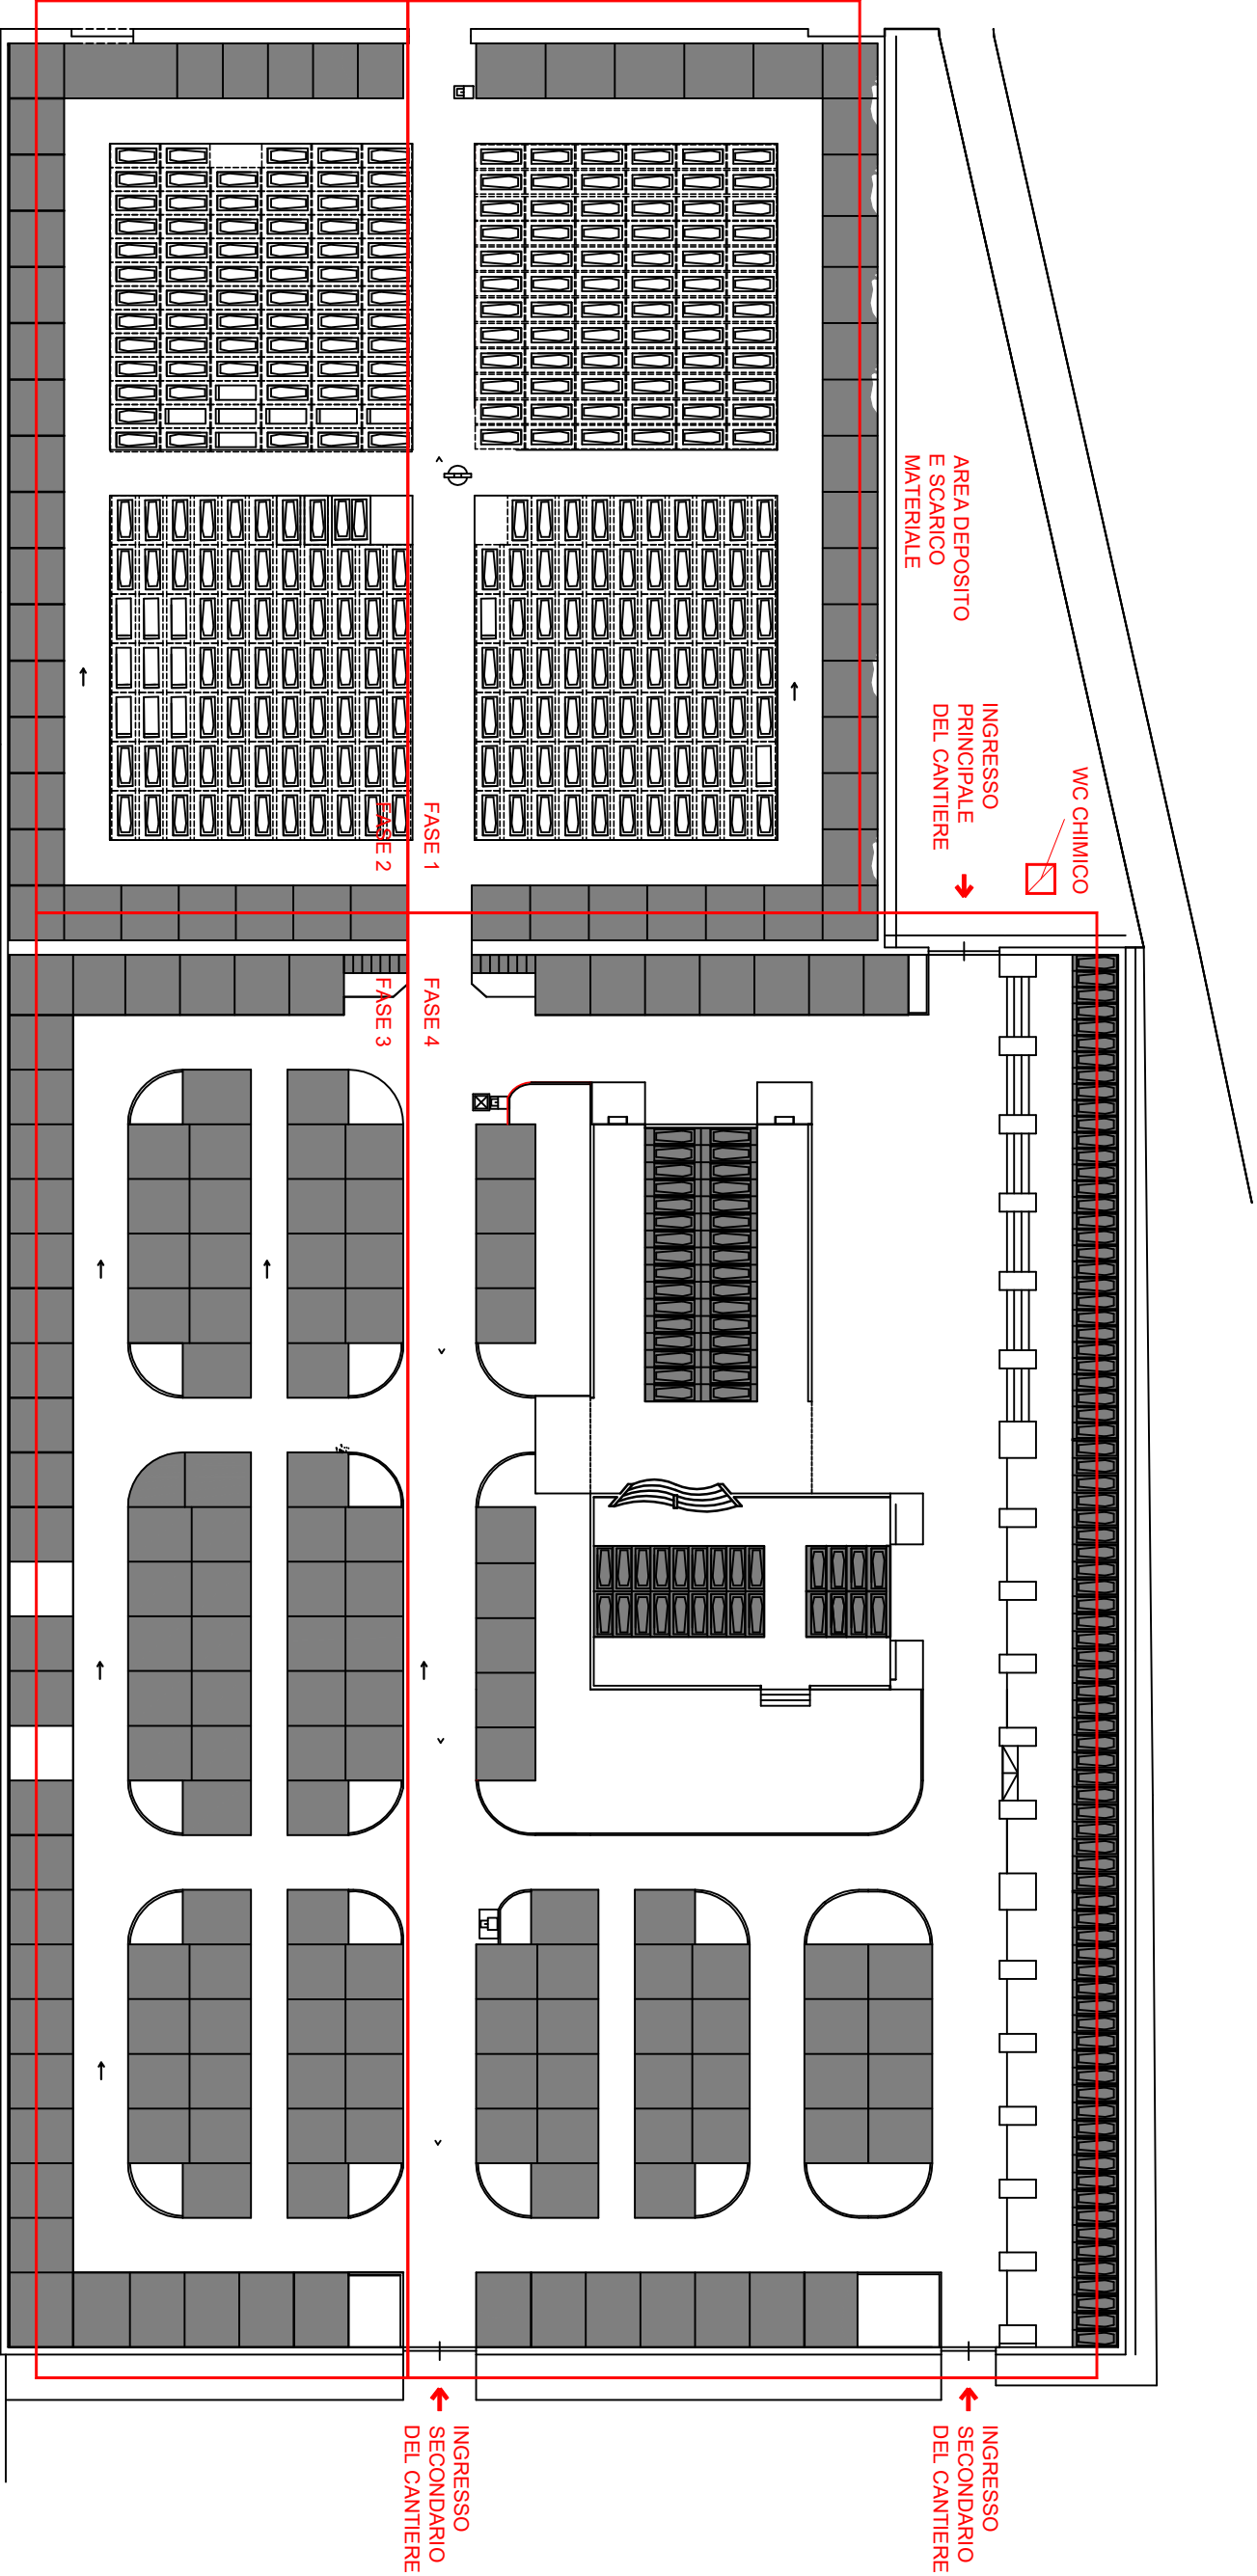 AREA DEPOSITO
E SCARICO
MATERIALE
INGRESSO
PRINCIPALE
DEL CANTIERE
WC CHIMICO
FASE 1
FASE 2
FASE 4
FASE 3
INGRESSO
SECONDARIO
DEL CANTIERE
INGRESSO
SECONDARIO
DEL CANTIERE